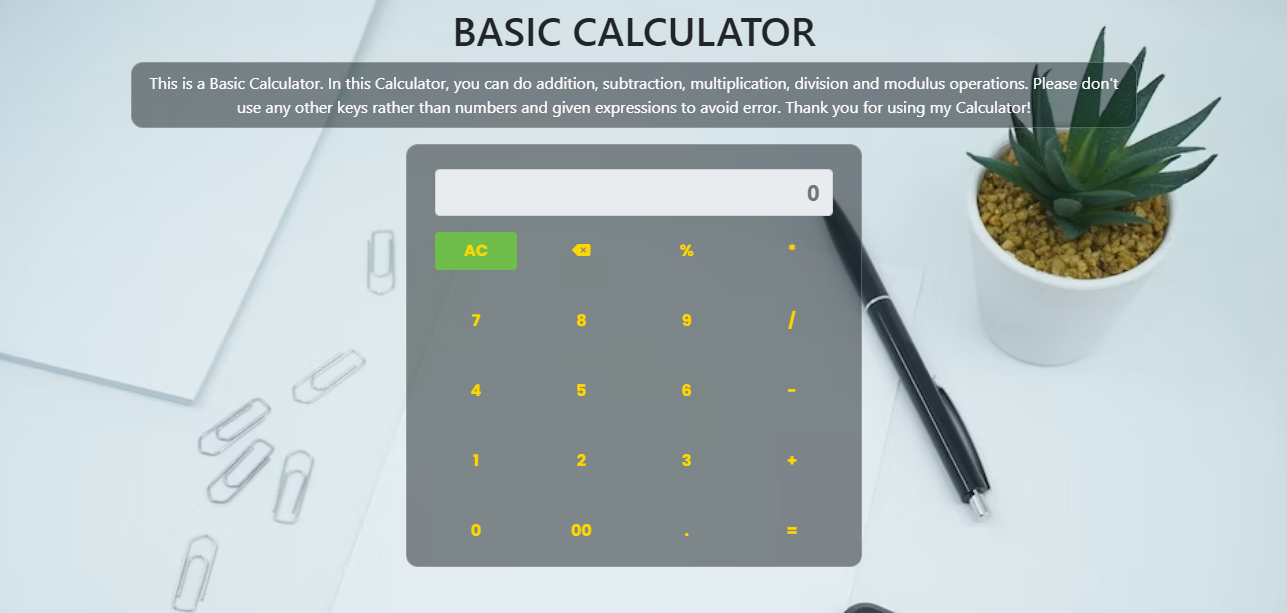 BASIC CALCULATOR
This is a Basic Calculator. In this Calculator, you can do addition, subtraction, multiplication, division and modulus operations. Please don't
use any other keys rather than numbers and given expressions to avoid error. Thank you for using my Calculator!
0
AC % *
7 8 9 /
4 5 6 -
1 2 3 +
0 00 . =